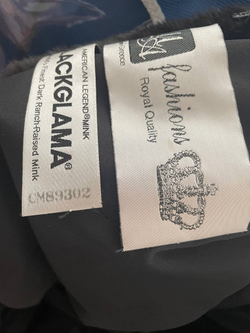 AMERICAN LEGEND®MINK
BLACKGLAMA®
Finest Dark Ranch-Raised Mink
CM89302
fashions
Royal Quality